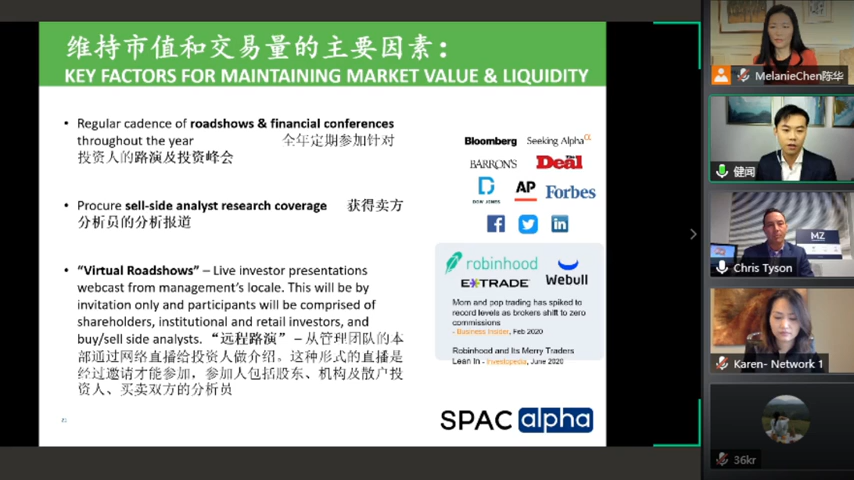 维持市值和交易量的主要因素：
KEY FACTORS FOR MAINTAINING MARKET VALUE & LIQUIDITY
• Regular cadence of roadshows & financial conferences
throughout the year 全年定期参加针对
投资人的路演及投资峰会
• Procure sell-side analyst research coverage 获得卖方
分析员的分析报道
• “Virtual Roadshows” – Live investor presentations
webcast from management’s locale. This will be by
invitation only and participants will be comprised of
shareholders, institutional and retail investors, and
buy/sell side analysts. “远程路演” – 从管理团队的本
部通过网络直播给投资人做介绍。这种形式的直播是
经过邀请才能参加，参加人包括股东、机构及散户投
资人、买卖双方的分析员
Bloomberg Seeking Alphaα
BARRON'S The Deal
DOW JONES AP Forbes
robinhood
E*TRADE Webull
Mom and pop trading has spiked to
record levels as brokers shift to zero
commissions
- Business Insider, Feb 2020
Robinhood and Its Merry Traders
Lean In - Investopedia, June 2020
SPAC alpha
MelanieChen陈华
健闻
MZ
Chris Tyson
Karen- Network 1
36kr